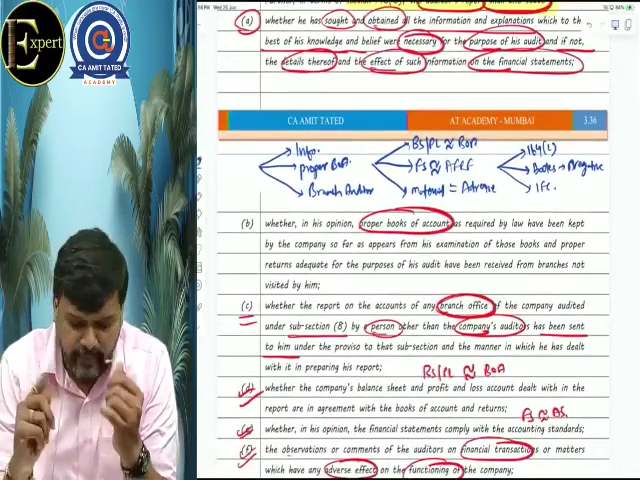 Expert
CA AMIT TATED
ACADEMY
(a) whether he has sought and obtained all the information and explanations which to the
best of his knowledge and belief were necessary for the purpose of his audit and if not,
the details thereof and the effect of such information on the financial statements;
CA AMIT TATED AT ACADEMY - MUMBAI 3.36
Info.
proper BoA.
Branch Auditor
BS/PL ≈ BoA
material = Adverse
Books → Negative
IFC.
(b) whether, in his opinion, proper books of account as required by law have been kept
by the company so far as appears from his examination of those books and proper
returns adequate for the purposes of his audit have been received from branches not
visited by him;
(c) whether the report on the accounts of any branch office of the company audited
under sub-section (8) by a person other than the company's auditors has been sent
to him under the proviso to that sub-section and the manner in which he has dealt
with it in preparing his report;
BS/PL ≈ BoA
(d) whether the company's balance sheet and profit and loss account dealt with in the
report are in agreement with the books of account and returns;
FS ≈ AS.
(e) whether, in his opinion, the financial statements comply with the accounting standards;
(f) the observations or comments of the auditors on financial transactions or matters
which have any adverse effect on the functioning of the company;